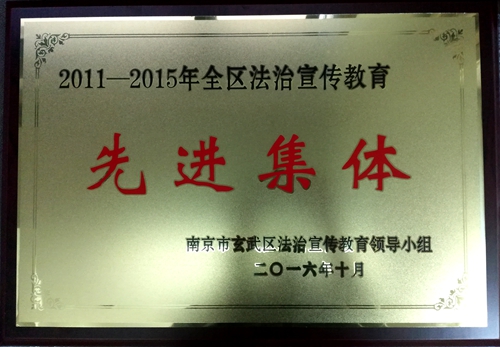 2011—2015年全区法治宣传教育
先进集体
南京市玄武区法治宣传教育领导小组
二〇一六年十月